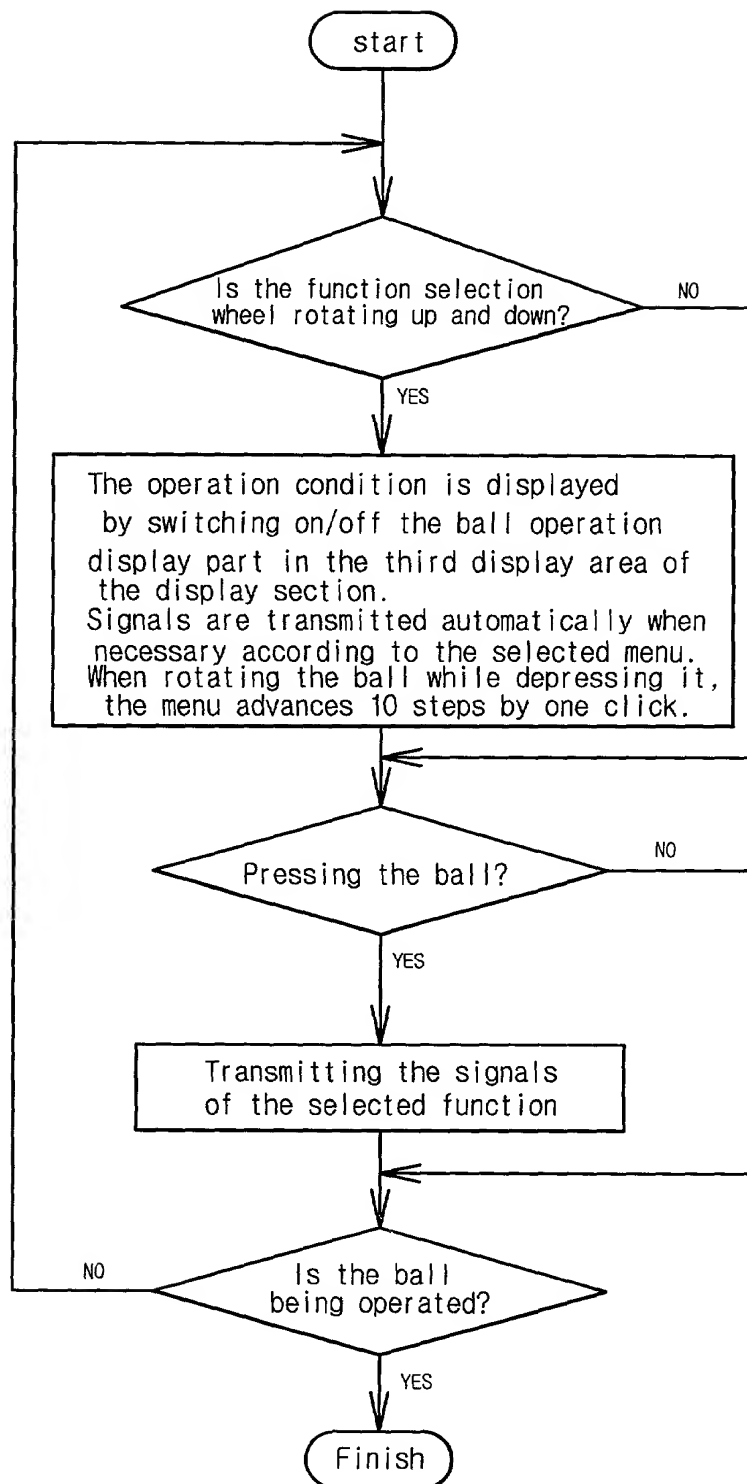 start
Is the function selection
wheel rotating up and down?
NO
YES
The operation condition is displayed
by switching on/off the ball operation
display part in the third display area of
the display section.
Signals are transmitted automatically when
necessary according to the selected menu.
When rotating the ball while depressing it,
the menu advances 10 steps by one click.
Pressing the ball?
NO
YES
Transmitting the signals
of the selected function
NO
Is the ball
being operated?
YES
Finish